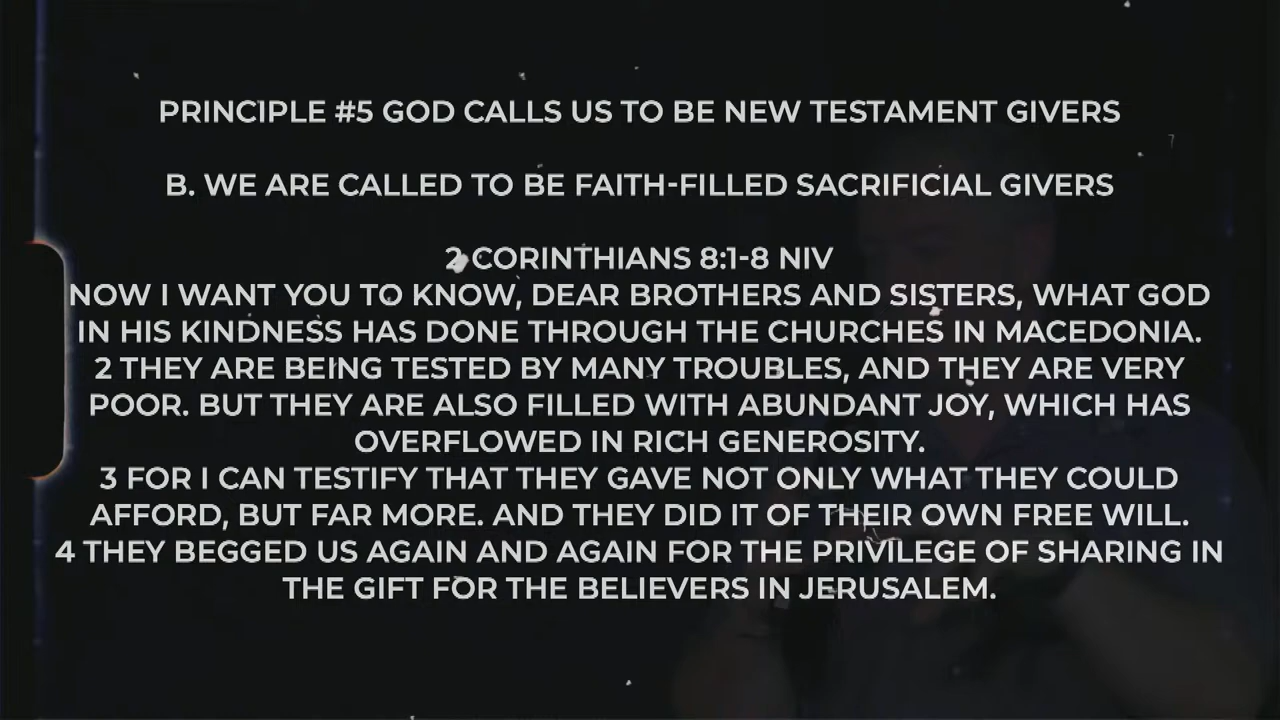 PRINCIPLE #5 GOD CALLS US TO BE NEW TESTAMENT GIVERS
B. WE ARE CALLED TO BE FAITH-FILLED SACRIFICIAL GIVERS
2 CORINTHIANS 8:1-8 NIV
NOW I WANT YOU TO KNOW, DEAR BROTHERS AND SISTERS, WHAT GOD
IN HIS KINDNESS HAS DONE THROUGH THE CHURCHES IN MACEDONIA.
2 THEY ARE BEING TESTED BY MANY TROUBLES, AND THEY ARE VERY
POOR. BUT THEY ARE ALSO FILLED WITH ABUNDANT JOY, WHICH HAS
OVERFLOWED IN RICH GENEROSITY.
3 FOR I CAN TESTIFY THAT THEY GAVE NOT ONLY WHAT THEY COULD
AFFORD, BUT FAR MORE. AND THEY DID IT OF THEIR OWN FREE WILL.
4 THEY BEGGED US AGAIN AND AGAIN FOR THE PRIVILEGE OF SHARING IN
THE GIFT FOR THE BELIEVERS IN JERUSALEM.